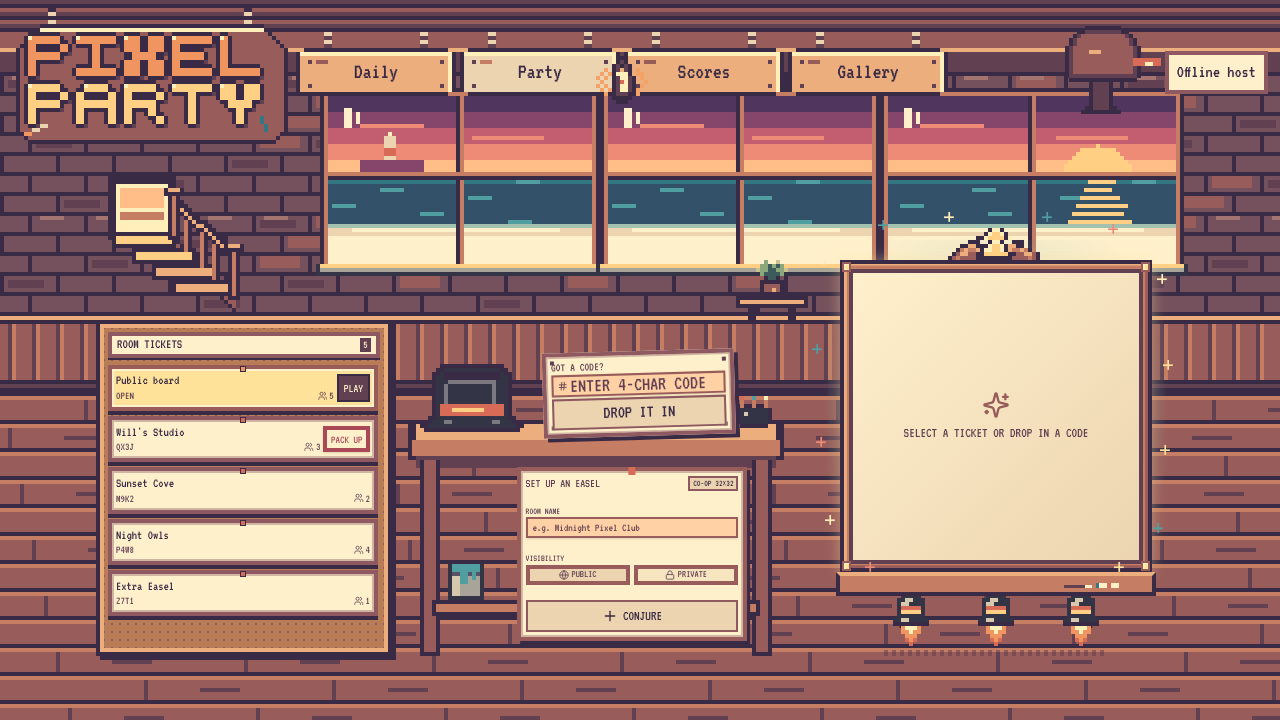 PIXEL
PARTY
Daily
Party
Scores
Gallery
Offline host
ROOM TICKETS
5
Public board
OPEN
5
PLAY
Will's Studio
QX3J
3
PACK UP
Sunset Cove
M9K2
2
Night Owls
P4W8
4
Extra Easel
27T1
1
GOT A CODE?
# ENTER 4-CHAR CODE
DROP IT IN
SET UP AN EASEL
CO-OP 32×32
ROOM NAME
e.g. Midnight Pixel Club
VISIBILITY
PUBLIC
PRIVATE
+ CONJURE
SELECT A TICKET OR DROP IN A CODE